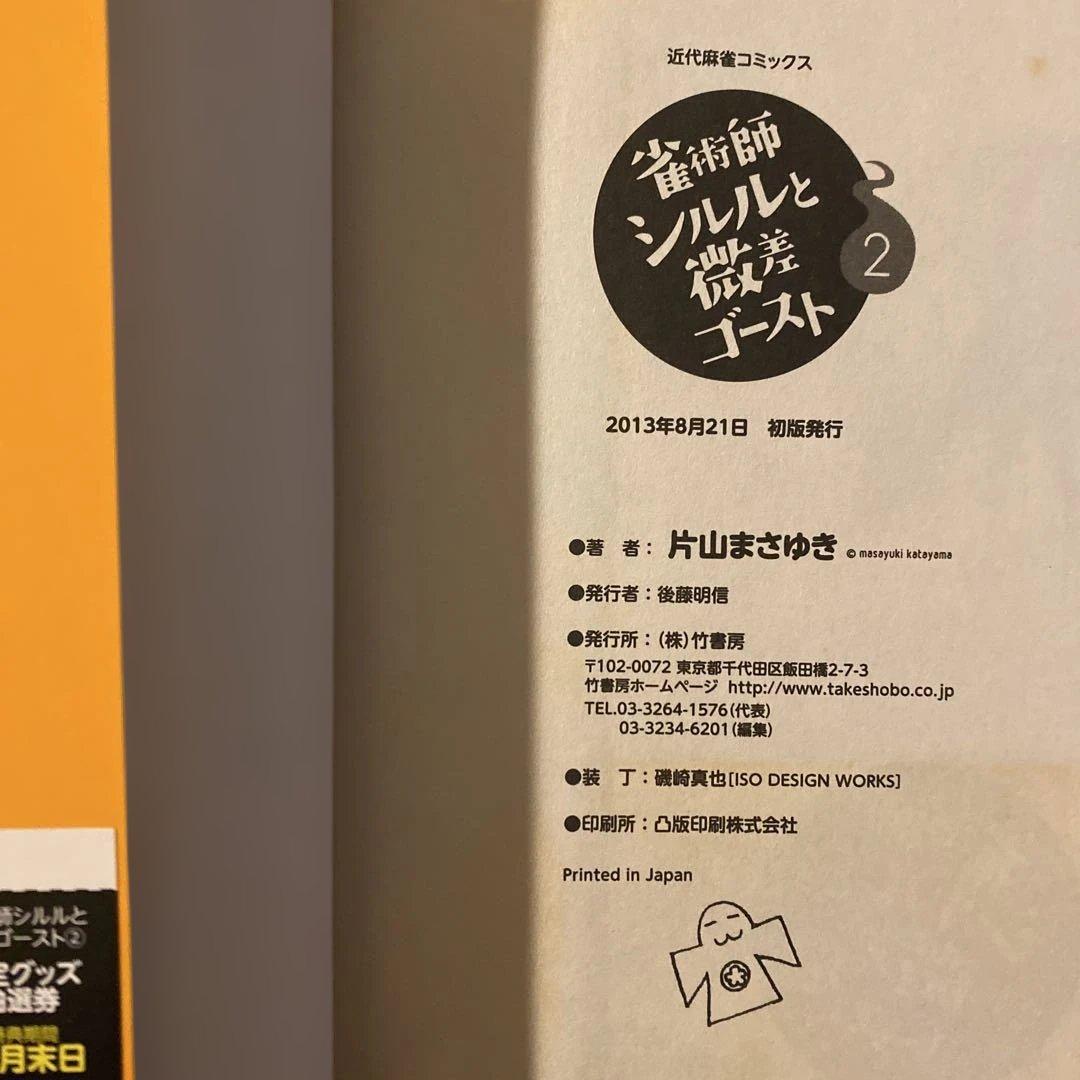 近代麻雀コミックス
雀術師
シルルと
微差
ゴースト
2
2013年8月21日 初版発行
●著 者： 片山まさゆき © masayuki katayama
●発行者：後藤明信
●発行所：(株)竹書房
〒102-0072 東京都千代田区飯田橋2-7-3
竹書房ホームページ http://www.takeshobo.co.jp
TEL.03-3264-1576(代表)
03-3234-6201(編集)
●装 丁：磯崎真也[ISO DESIGN WORKS]
●印刷所：凸版印刷株式会社
Printed in Japan
師シルルと
ゴースト②
定グッズ
抽選券
特典期間
月末日